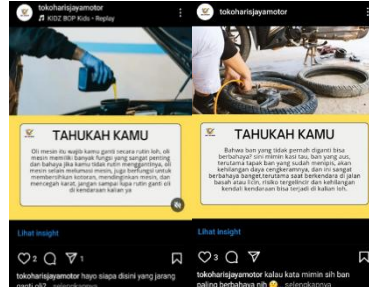 tokoharisjayamotor
KIDZ BOP Kids • Replay
TAHUKAH KAMU
Oli mesin itu wajib kamu ganti secara rutin loh, oli
mesin memiliki banyak fungsi yang sangat penting
dan bahaya jika kamu tidak rutin menggantinya, oli
mesin selain melumasi mesin, juga berfungsi untuk
membersihkan kotoran, mendinginkan mesin, dan
mencegah karat, jangan sampai lupa rutin ganti oli
di kendaraan kalian ya
Lihat insight
2
1
tokoharisjayamotor hayo siapa disini yang jarang
ganti oli? selengkapnya
tokoharisjayamotor
TAHUKAH KAMU
Bahwa ban yang tidak pernah diganti bisa
berbahaya? sini mimin kasi tau, ban yang aus,
terutama tapak ban yang sudah menipis, akan
kehilangan daya cengkeramnya, dan ini sangat
berbahaya banget,terutama saat berkendara di jalan
basah atau licin, risiko tergelincir dan kehilangan
kendali kendaraan bisa terjadi di kalian loh.
Lihat insight
3
tokoharisjayamotor kalau kata mimin sih ban
paling berbahaya nih selengkapnya